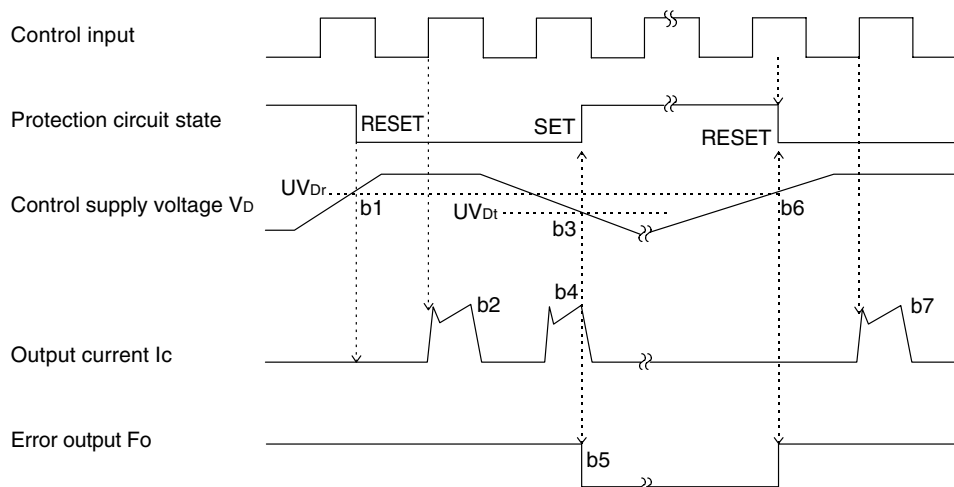 Control input
Protection circuit state
RESET
SET
RESET
Control supply voltage VD
UVDr
b1
UVDt
b3
b6
Output current Ic
b2
b4
b7
Error output Fo
b5